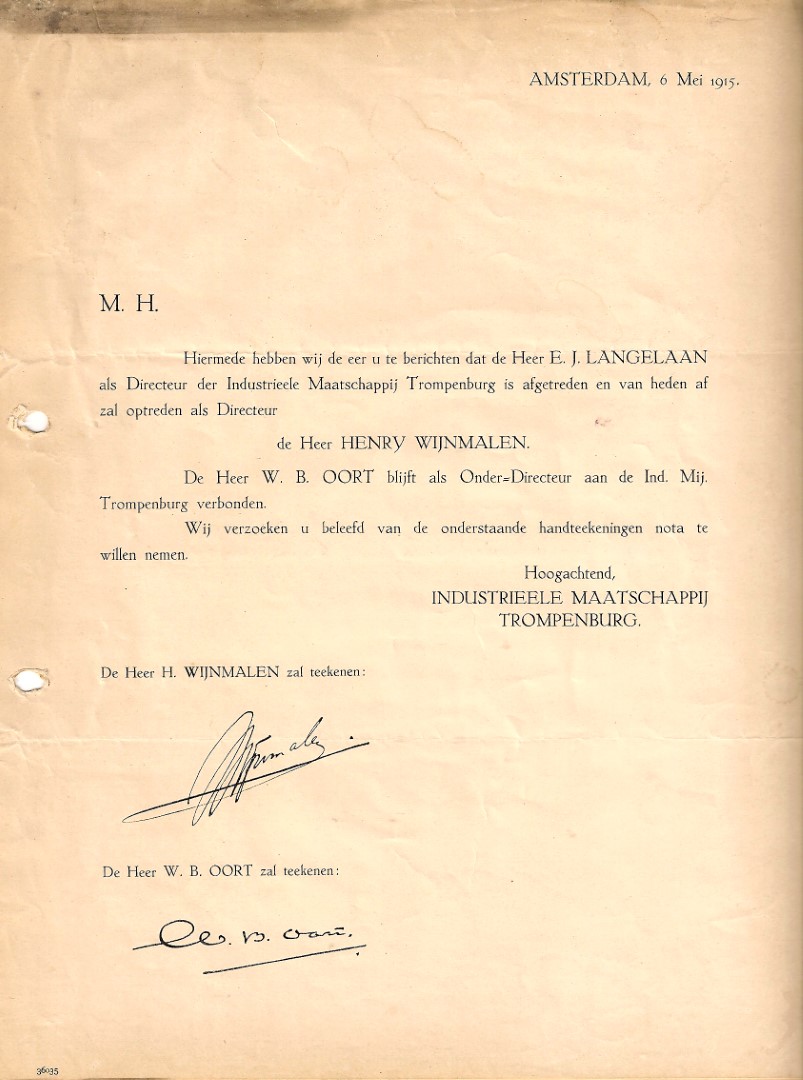 AMSTERDAM, 6 Mei 1915.
M. H.
Hiermede hebben wij de eer u te berichten dat de Heer E. J. LANGELAAN
als Directeur der Industrieele Maatschappij Trompenburg is afgetreden en van heden af
zal optreden als Directeur
de Heer HENRY WIJNMALEN.
De Heer W. B. OORT blijft als Onder=Directeur aan de Ind. Mij.
Trompenburg verbonden.
Wij verzoeken u beleefd van de onderstaande handteekeningen nota te
willen nemen.
Hoogachtend,
INDUSTRIEELE MAATSCHAPPIJ
TROMPENBURG.
De Heer H. WIJNMALEN zal teekenen:
HWijnmalen.
De Heer W. B. OORT zal teekenen:
W. B. Oort.
36035